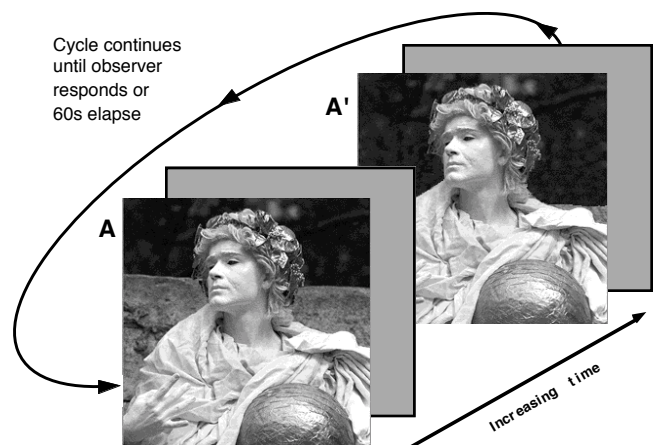 Cycle continues
until observer
responds or
60s elapse
A'
A
Increasing time